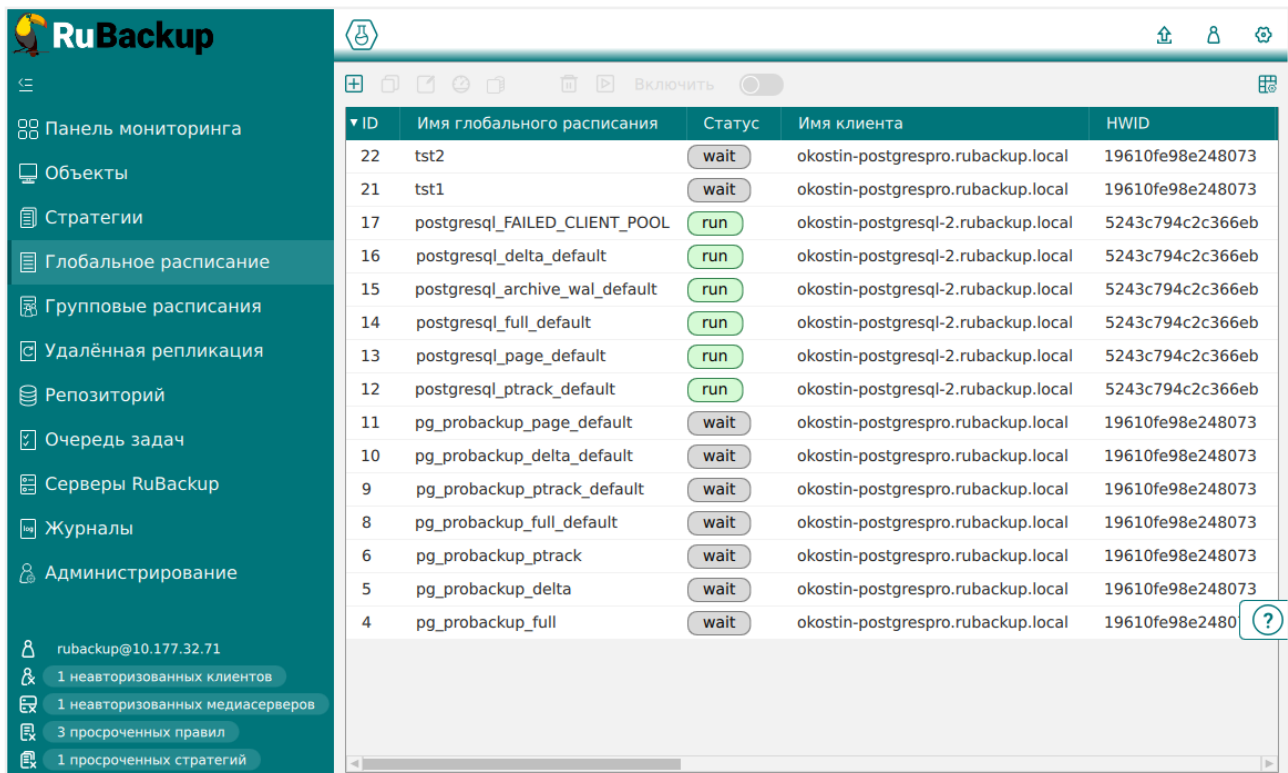 RuBackup
Включить
Панель мониторинга
Объекты
Стратегии
Глобальное расписание
Групповые расписания
Удалённая репликация
Репозиторий
Очередь задач
Серверы RuBackup
log Журналы
Администрирование
rubackup@10.177.32.71
1 неавторизованных клиентов
1 неавторизованных медиасерверов
3 просроченных правил
1 просроченных стратегий
ID Имя глобального расписания Статус Имя клиента HWID
22 tst2 wait okostin-postgrespro.rubackup.local 19610fe98e248073
21 tst1 wait okostin-postgrespro.rubackup.local 19610fe98e248073
17 postgresql_FAILED_CLIENT_POOL run okostin-postgresql-2.rubackup.local 5243c794c2c366eb
16 postgresql_delta_default run okostin-postgresql-2.rubackup.local 5243c794c2c366eb
15 postgresql_archive_wal_default run okostin-postgresql-2.rubackup.local 5243c794c2c366eb
14 postgresql_full_default run okostin-postgresql-2.rubackup.local 5243c794c2c366eb
13 postgresql_page_default run okostin-postgresql-2.rubackup.local 5243c794c2c366eb
12 postgresql_ptrack_default run okostin-postgresql-2.rubackup.local 5243c794c2c366eb
11 pg_probackup_page_default wait okostin-postgrespro.rubackup.local 19610fe98e248073
10 pg_probackup_delta_default wait okostin-postgrespro.rubackup.local 19610fe98e248073
9 pg_probackup_ptrack_default wait okostin-postgrespro.rubackup.local 19610fe98e248073
8 pg_probackup_full_default wait okostin-postgrespro.rubackup.local 19610fe98e248073
6 pg_probackup_ptrack wait okostin-postgrespro.rubackup.local 19610fe98e248073
5 pg_probackup_delta wait okostin-postgrespro.rubackup.local 19610fe98e248073
4 pg_probackup_full wait okostin-postgrespro.rubackup.local 19610fe98e2480
?